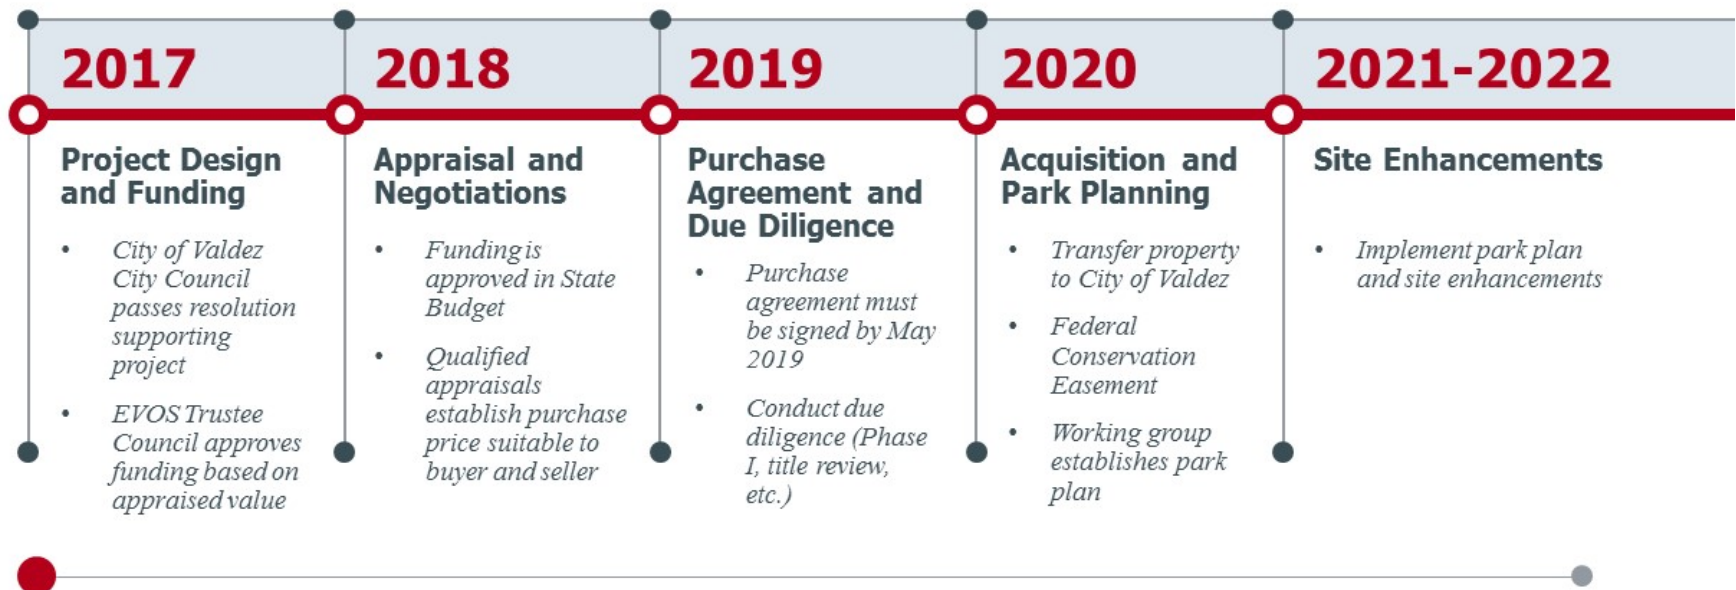 2017
Project Design
and Funding
• City of Valdez
City Council
passes resolution
supporting
project
• EVOS Trustee
Council approves
funding based on
appraised value
2018
Appraisal and
Negotiations
• Funding is
approved in State
Budget
• Qualified
appraisals
establish purchase
price suitable to
buyer and seller
2019
Purchase
Agreement and
Due Diligence
• Purchase
agreement must
be signed by May
2019
• Conduct due
diligence (Phase
I, title review,
etc.)
2020
Acquisition and
Park Planning
• Transfer property
to City of Valdez
• Federal
Conservation
Easement
• Working group
establishes park
plan
2021-2022
Site Enhancements
• Implement park plan
and site enhancements